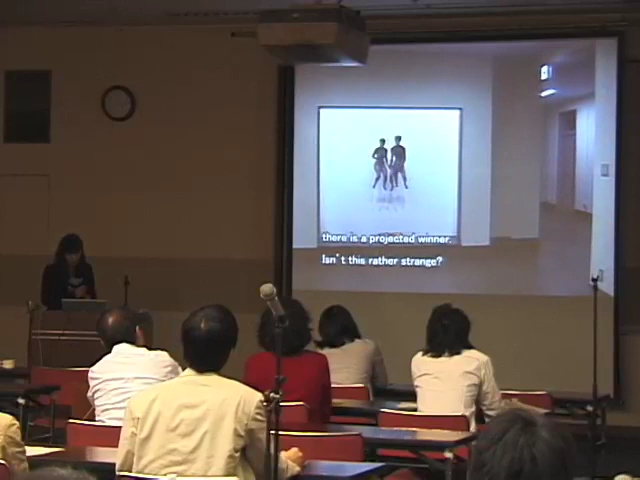 there is a projected winner.
Isn't this rather strange?